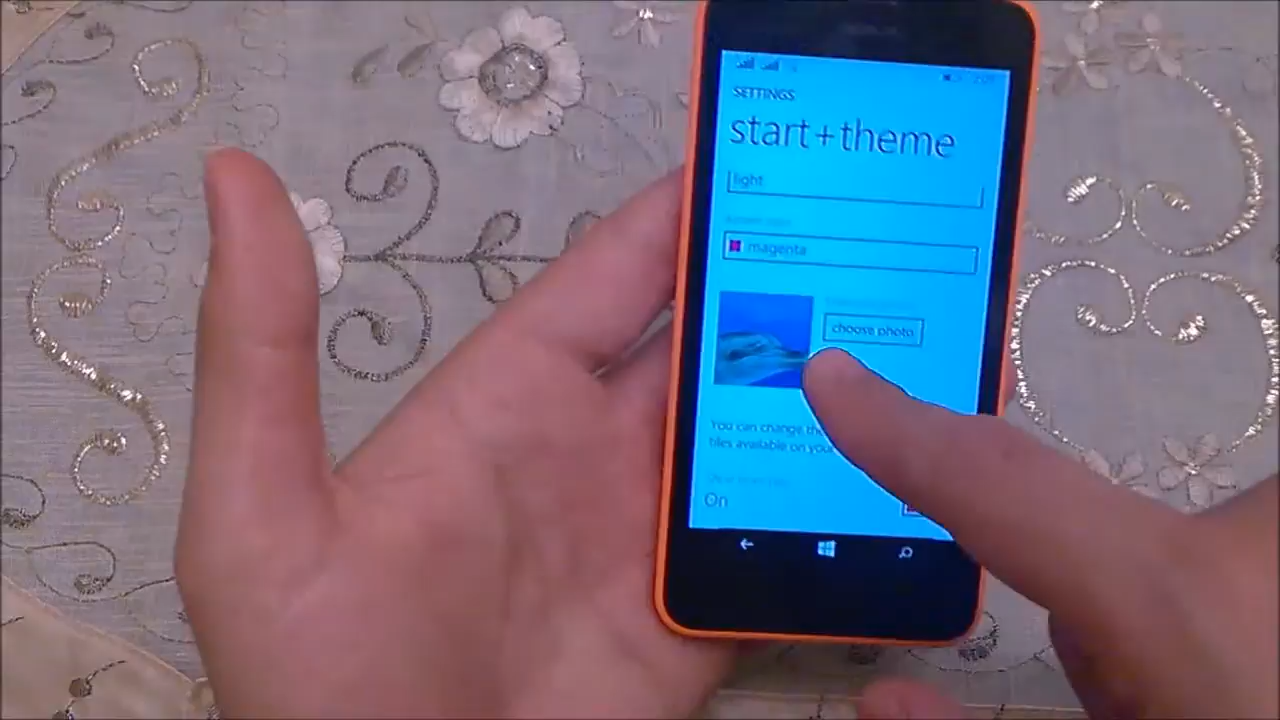 SETTINGS
start+theme
light
magenta
choose photo
You can change the
tiles available on your
On